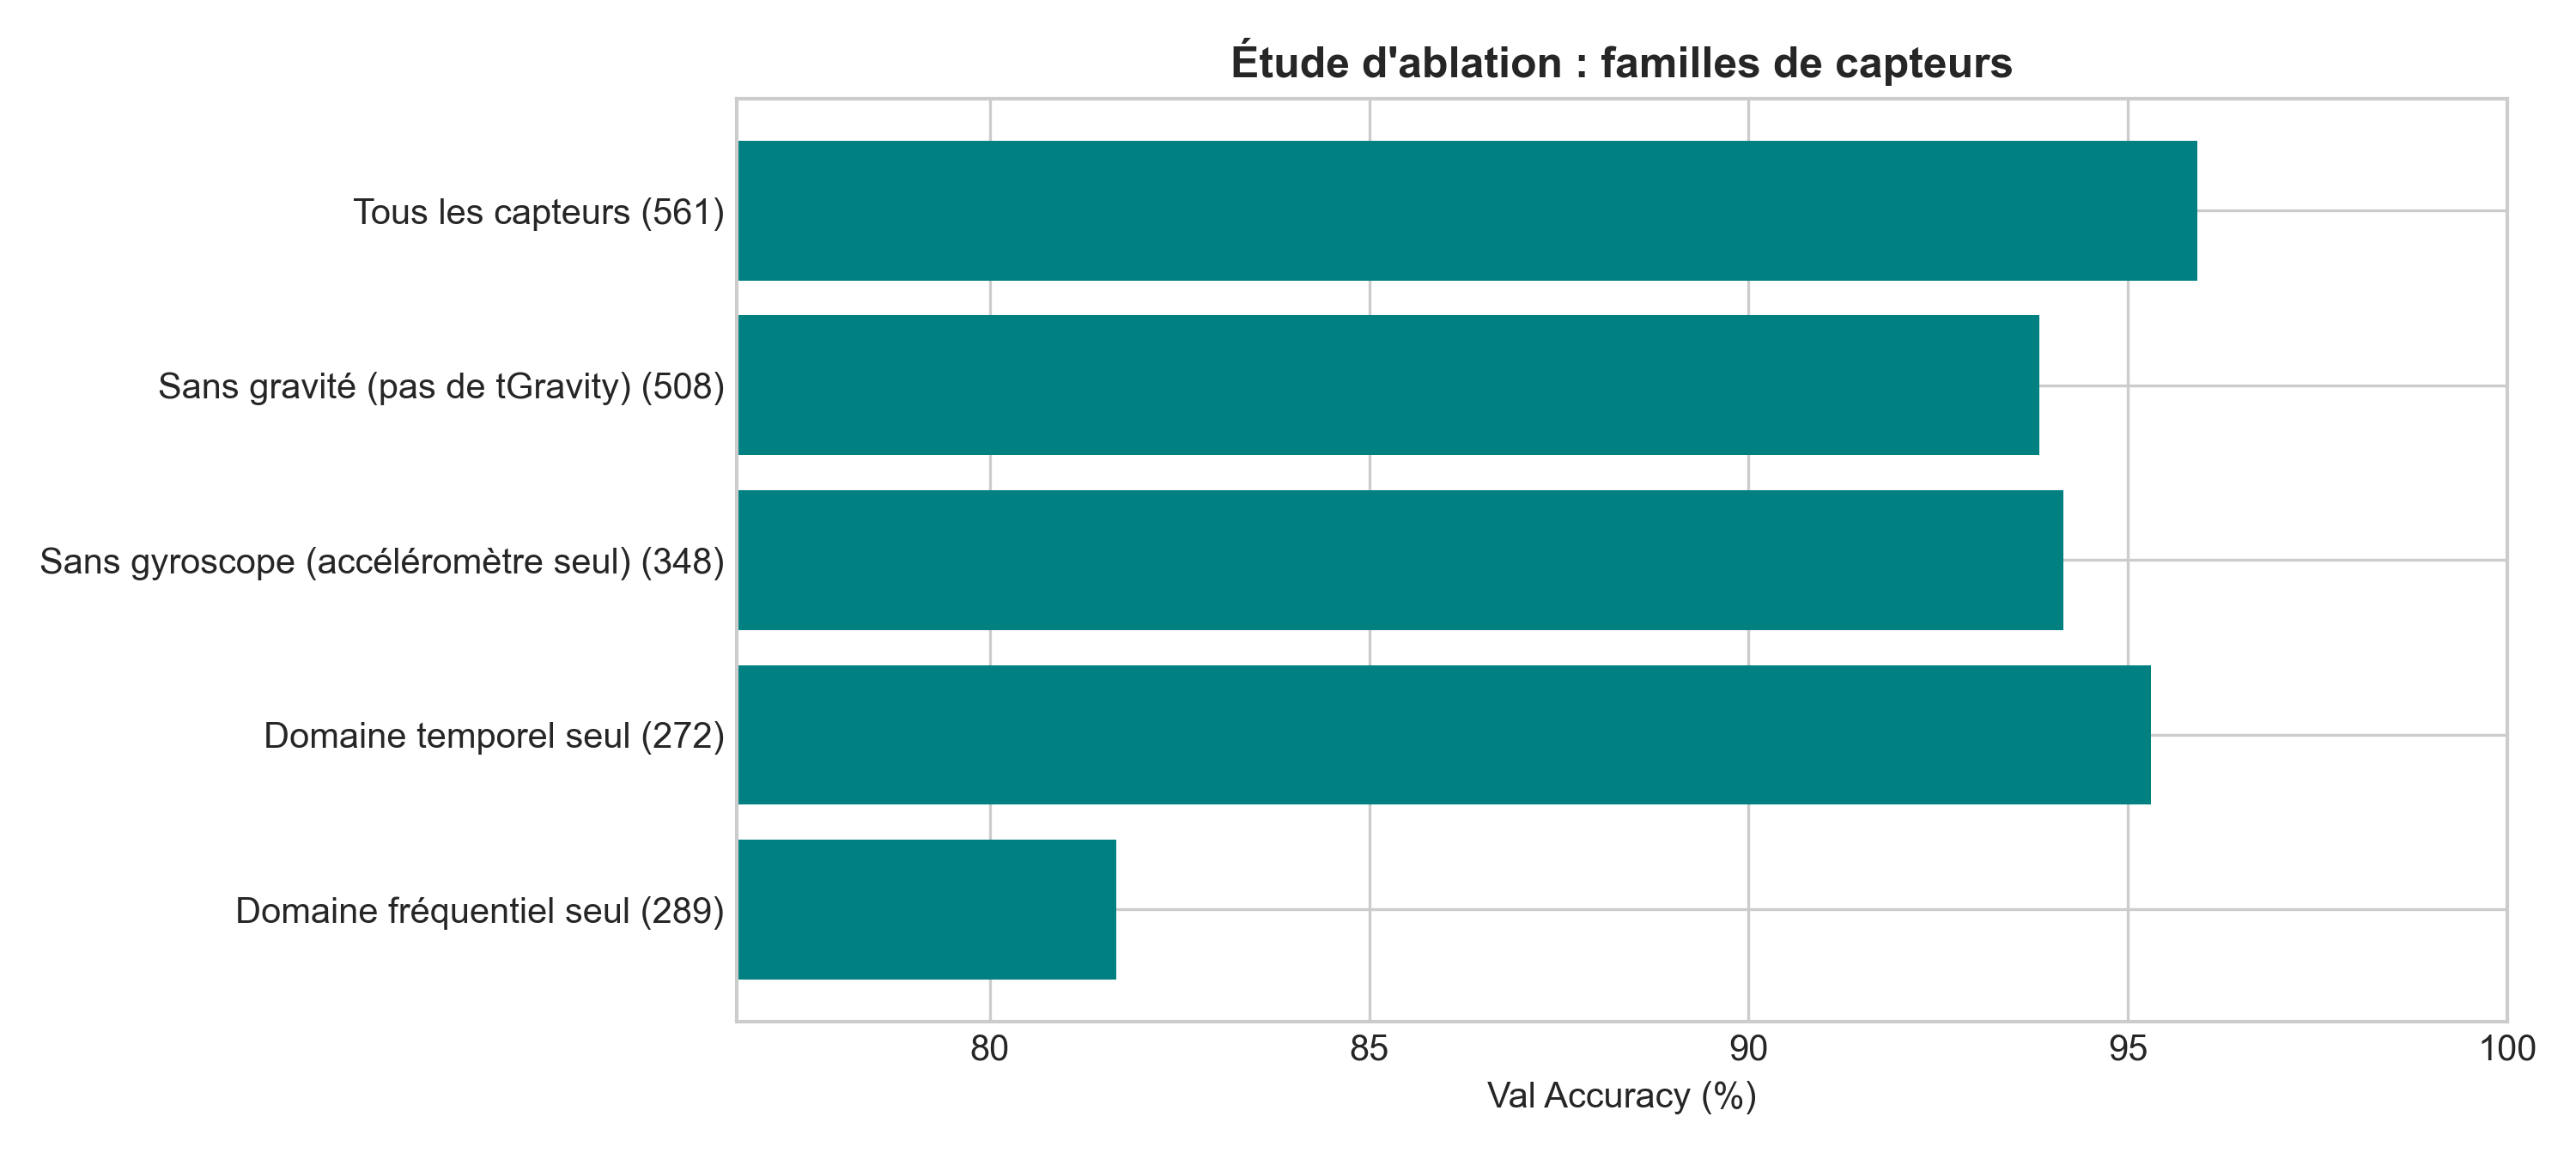 Étude d'ablation : familles de capteurs
Tous les capteurs (561)
Sans gravité (pas de tGravity) (508)
Sans gyroscope (accéléromètre seul) (348)
Domaine temporel seul (272)
Domaine fréquentiel seul (289)
80 85 90 95 100
Val Accuracy (%)